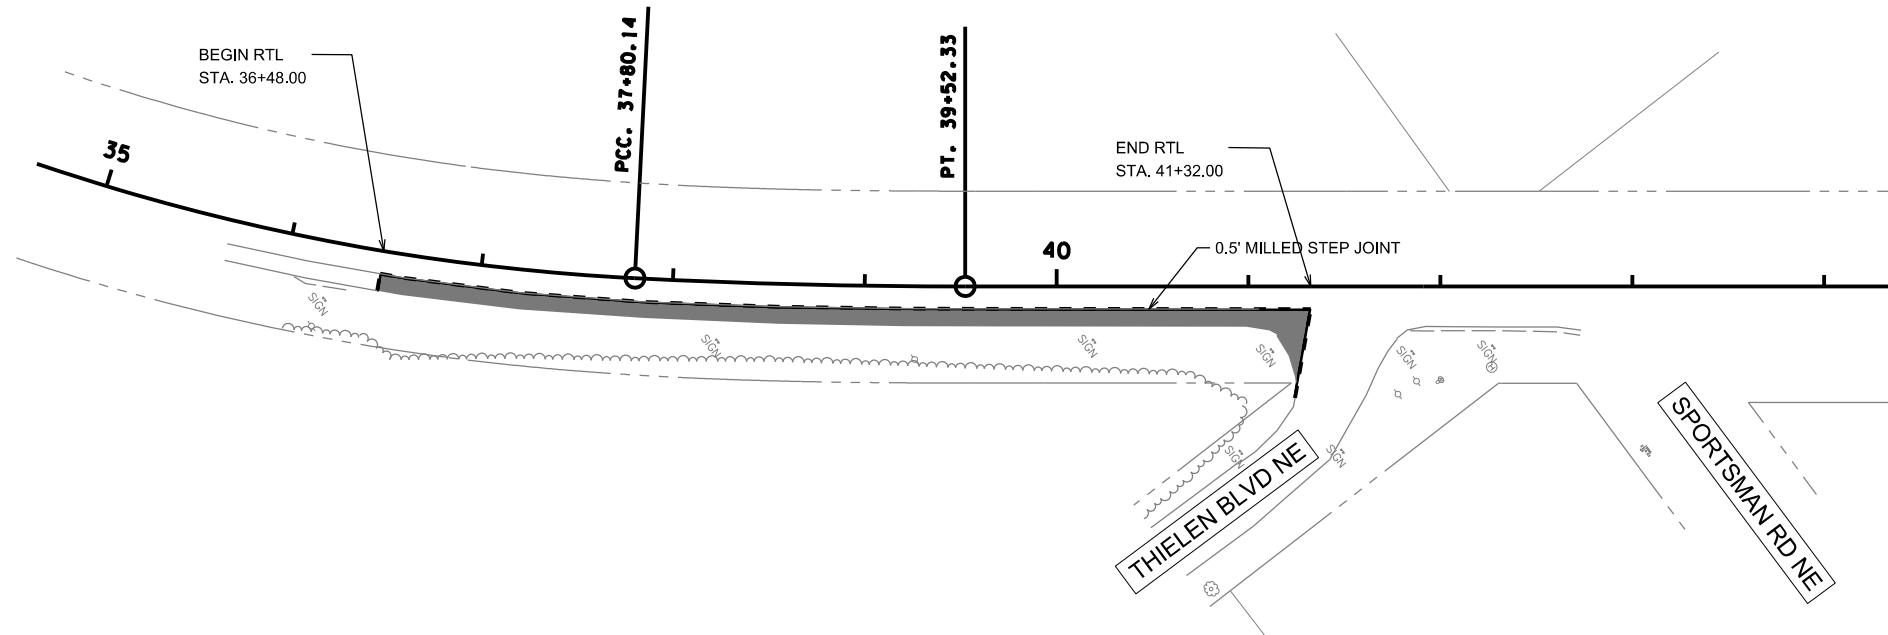 BEGIN RTL
STA. 36+48.00
35
PCC. 37+80.14
PT. 39+52.33
END RTL
STA. 41+32.00
40
0.5' MILLED STEP JOINT
SIGN
SIGN
SIGN
SIGN
SIGN
SIGN
H
SIGN
SIGN
THIELEN BLVD NE
SPORTSMAN RD NE